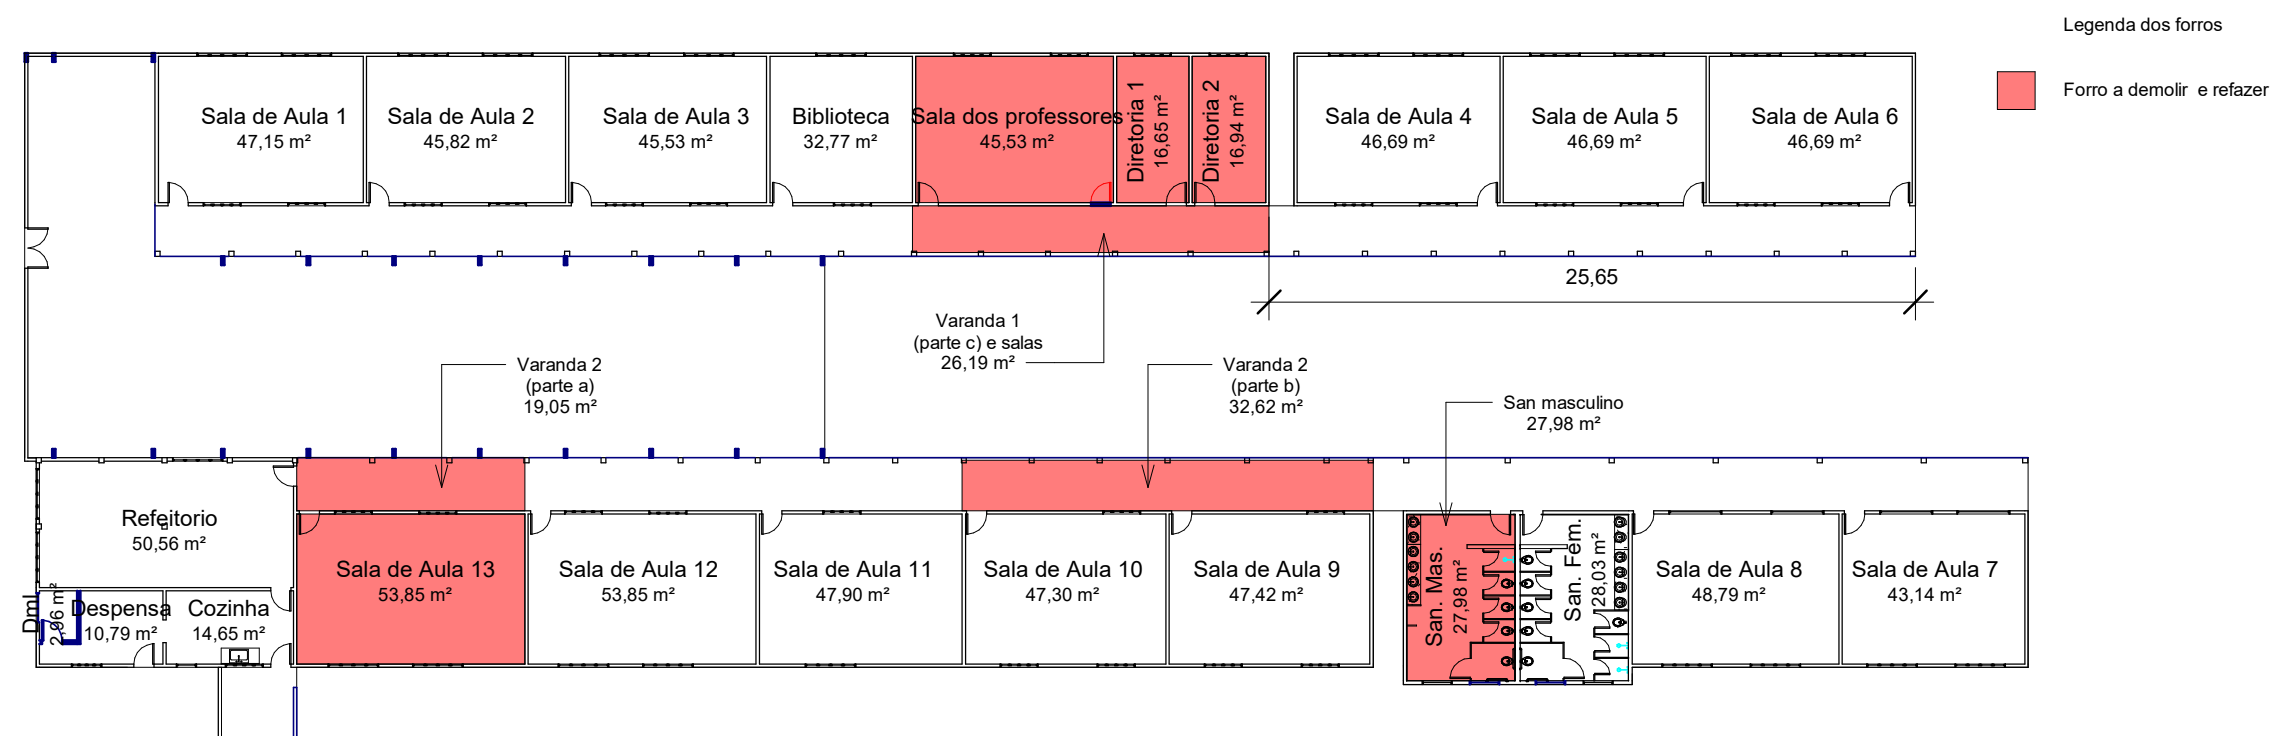 Legenda dos forros
Forro a demolir e refazer
Sala de Aula 1
47,15 m²
Sala de Aula 2
45,82 m²
Sala de Aula 3
45,53 m²
Biblioteca
32,77 m²
Sala dos professores
45,53 m²
Diretoria 1
16,65 m²
Diretoria 2
16,94 m²
Sala de Aula 4
46,69 m²
Sala de Aula 5
46,69 m²
Sala de Aula 6
46,69 m²
25,65
Varanda 1
(parte c) e salas
26,19 m²
Varanda 2
(parte a)
19,05 m²
Varanda 2
(parte b)
32,62 m²
San masculino
27,98 m²
Refeitorio
50,56 m²
Dml
2,96 m²
Despensa
10,79 m²
Cozinha
14,65 m²
Sala de Aula 13
53,85 m²
Sala de Aula 12
53,85 m²
Sala de Aula 11
47,90 m²
Sala de Aula 10
47,30 m²
Sala de Aula 9
47,42 m²
San. Mas.
27,98 m²
San. Fem.
28,03 m²
Sala de Aula 8
48,79 m²
Sala de Aula 7
43,14 m²